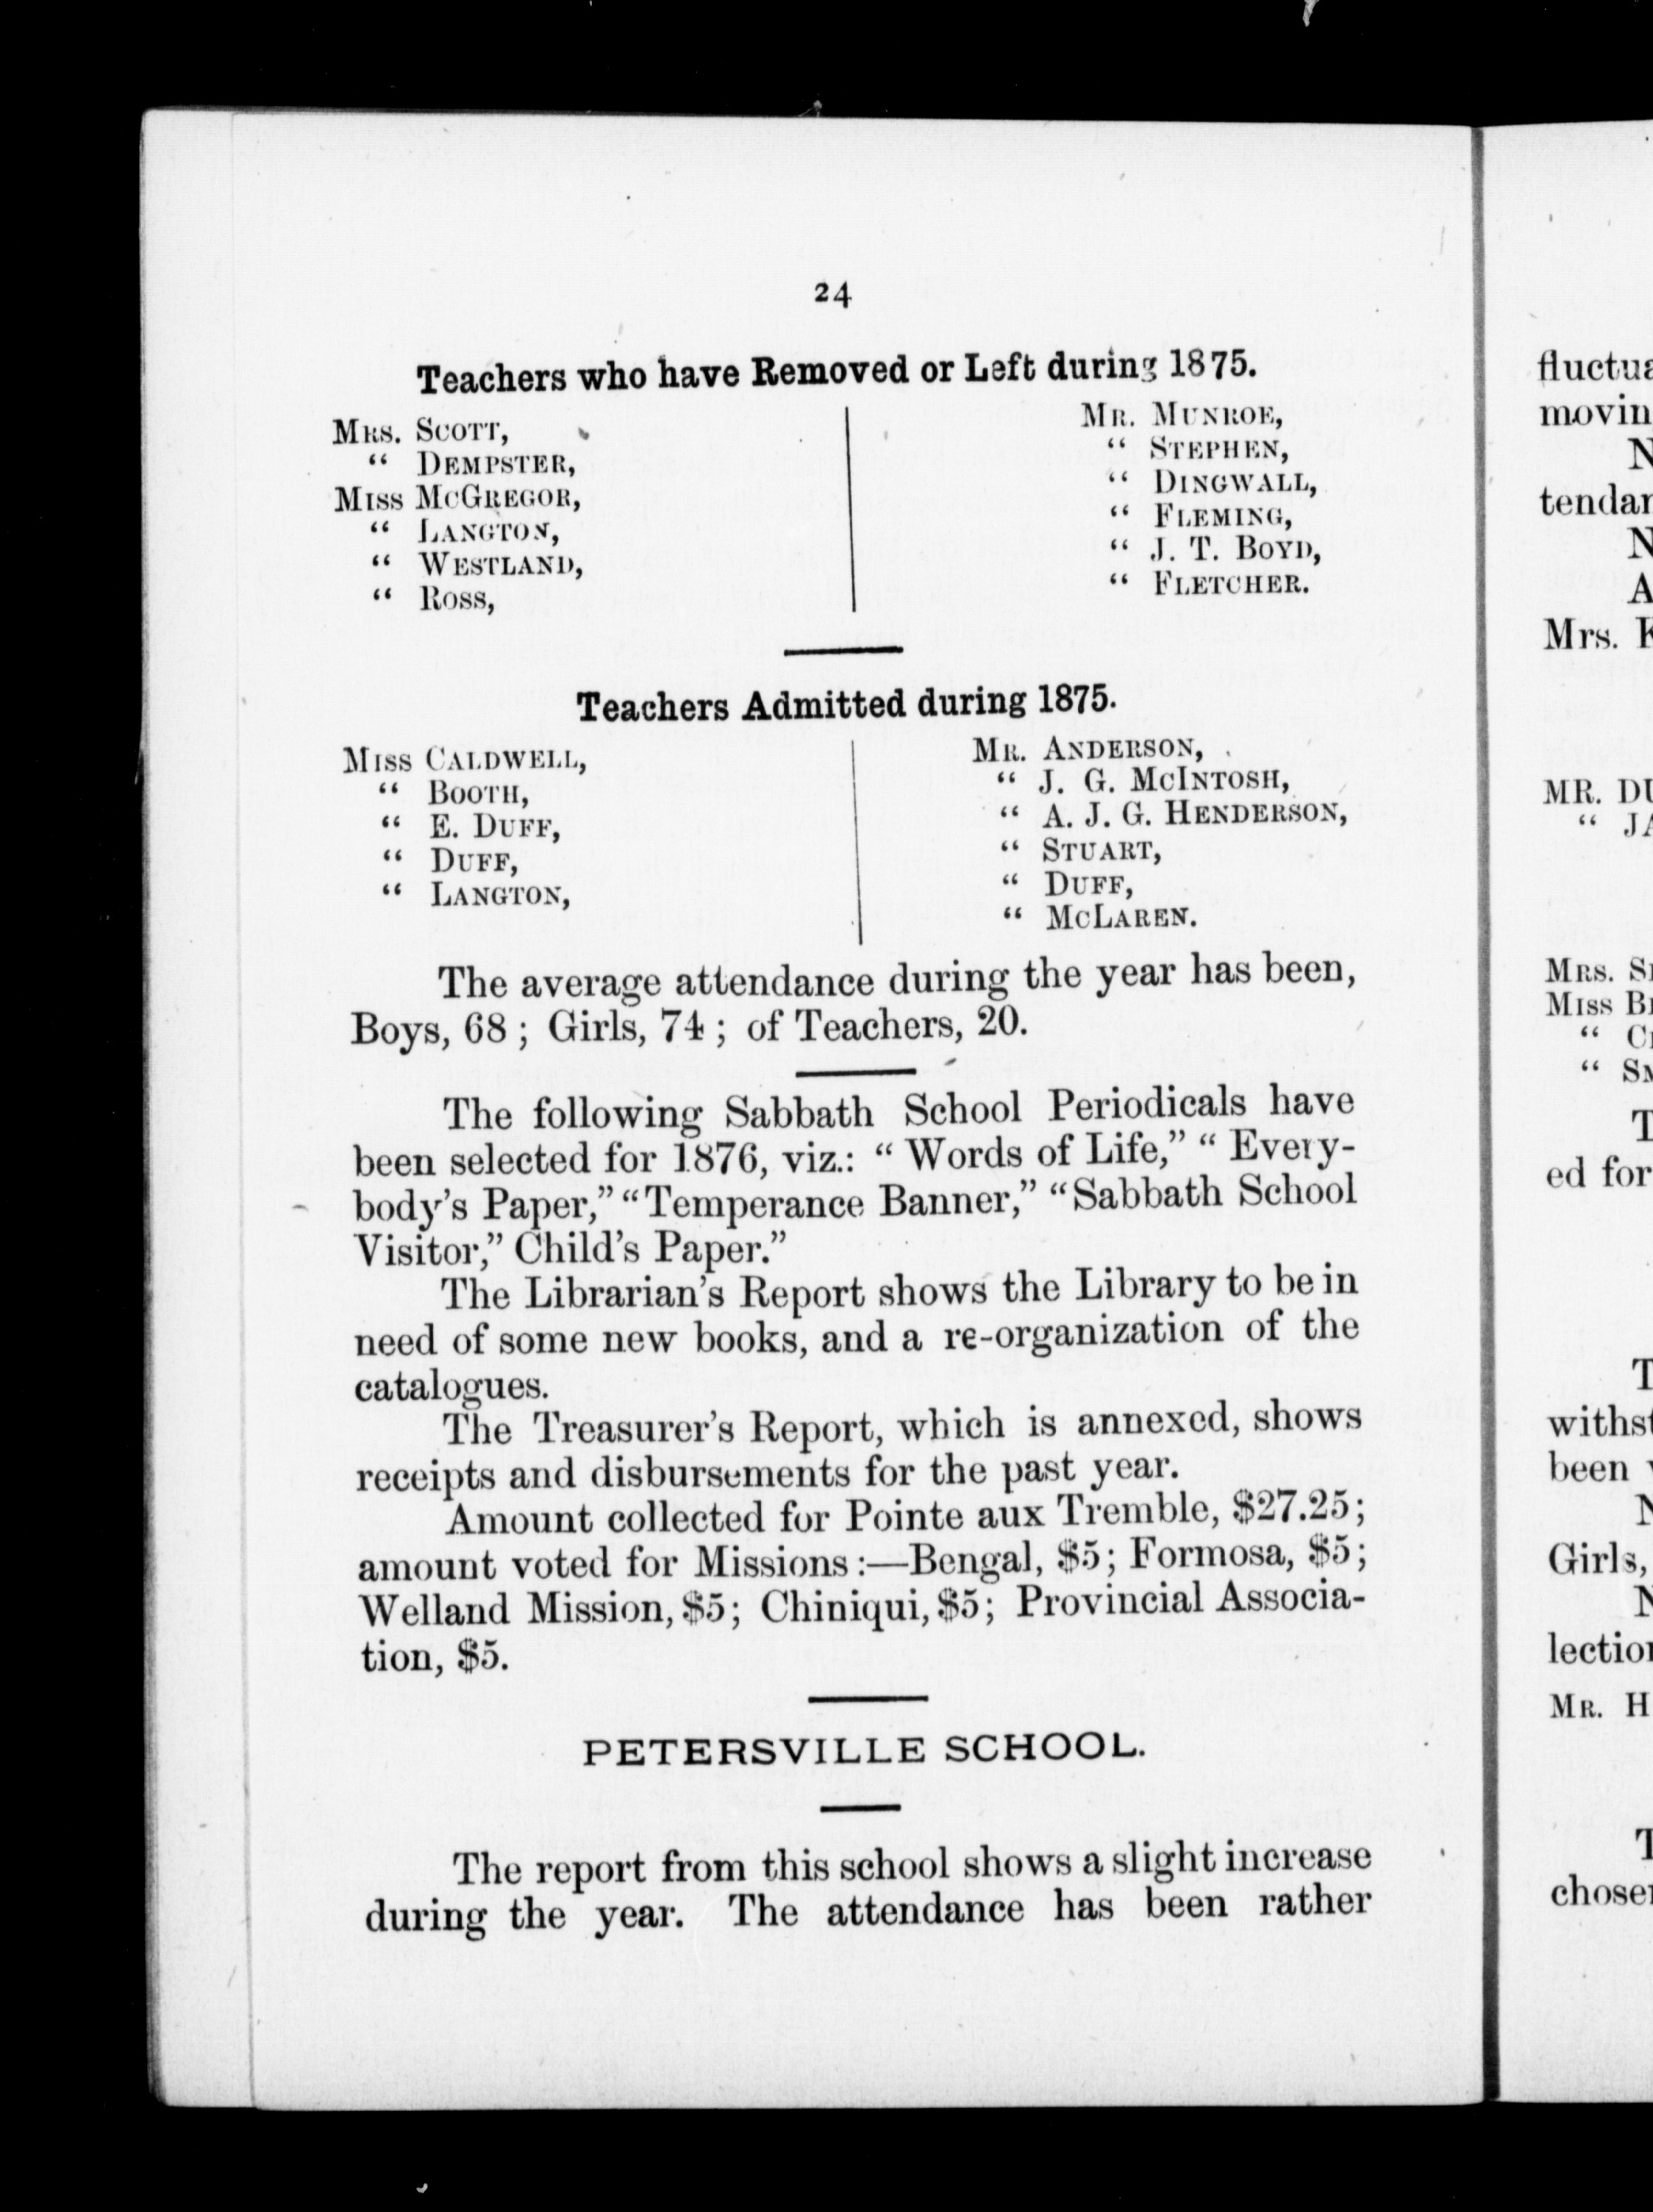 24
Teachers who have Removed or Left during 1875.
MRS. SCOTT,
“ DEMPSTER,
MISS MCGREGOR,
“ LANGTON,
“ WESTLAND,
“ ROSS,
MR. MUNROE,
“ STEPHEN,
“ DINGWALL,
“ FLEMING,
“ J. T. BOYD,
“ FLETCHER.
Teachers Admitted during 1875.
MISS CALDWELL,
“ BOOTH,
“ E. DUFF,
“ DUFF,
“ LANGTON,
MR. ANDERSON,
“ J. G. MCINTOSH,
“ A. J. G. HENDERSON,
“ STUART,
“ DUFF,
“ MCLAREN.
The average attendance during the year has been,
Boys, 68 ; Girls, 74 ; of Teachers, 20.
The following Sabbath School Periodicals have
been selected for 1876, viz.: “ Words of Life,” “ Every-
body’s Paper,” “Temperance Banner,” “Sabbath School
Visitor,” Child’s Paper.”
The Librarian’s Report shows the Library to be in
need of some new books, and a re-organization of the
catalogues.
The Treasurer’s Report, which is annexed, shows
receipts and disbursements for the past year.
Amount collected for Pointe aux Tremble, $27.25;
amount voted for Missions :—Bengal, $5; Formosa, $5;
Welland Mission, $5; Chiniqui, $5; Provincial Associa-
tion, $5.
PETERSVILLE SCHOOL.
The report from this school shows a slight increase
during the year. The attendance has been rather
movin
Mrs.
MR.
MRS.
MISS
ed for
been
Girls,
MR. H